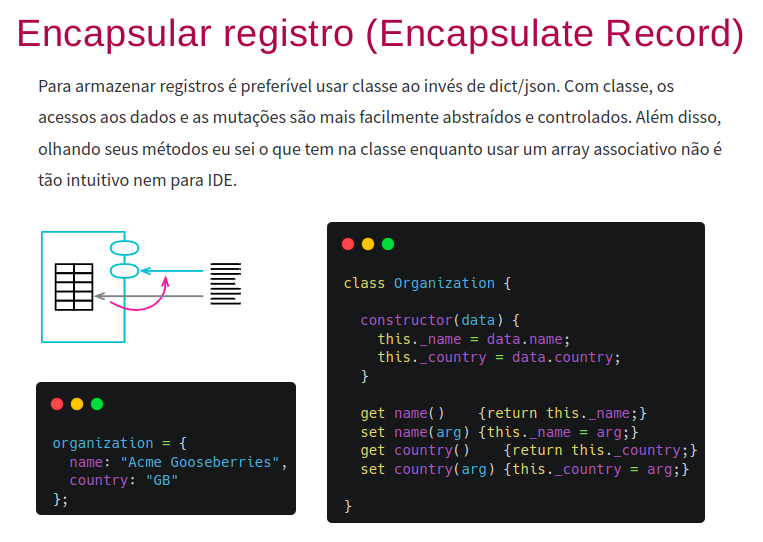 Encapsular registro (Encapsulate Record)
Para armazenar registros é preferível usar classe ao invés de dict/json. Com classe, os
acessos aos dados e as mutações são mais facilmente abstraídos e controlados. Além disso,
olhando seus métodos eu sei o que tem na classe enquanto usar um array associativo não é
tão intuitivo nem para IDE.
organization = {
  name: "Acme Gooseberries",
  country: "GB"
};
class Organization {
  constructor(data) {
    this._name = data.name;
    this._country = data.country;
  }
  get name()    {return this._name;}
  set name(arg) {this._name = arg;}
  get country()    {return this._country;}
  set country(arg) {this._country = arg;}
}